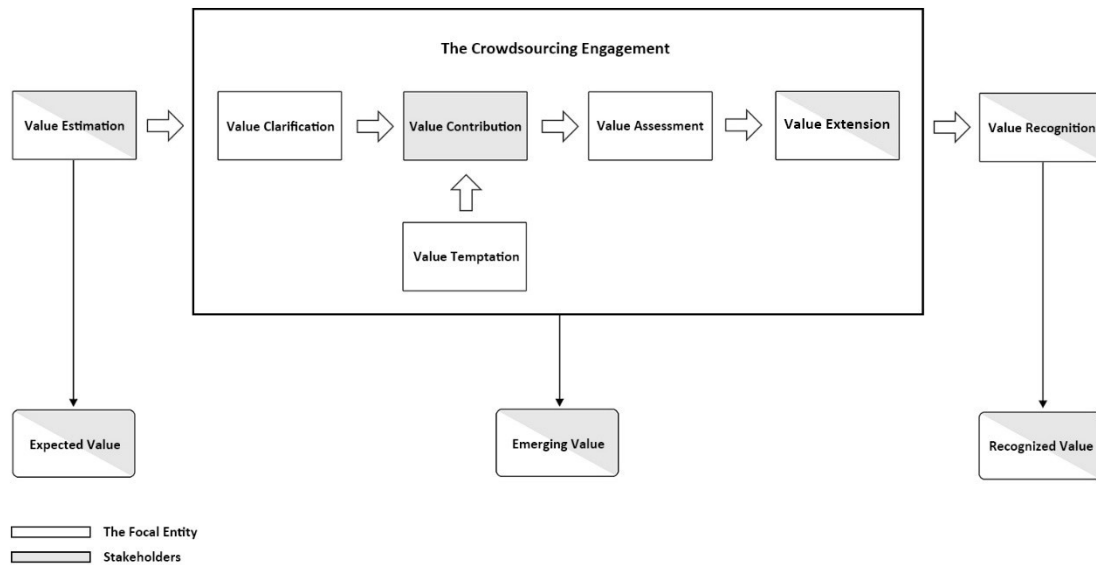 The Crowdsourcing Engagement
Value Estimation
Value Clarification
Value Contribution
Value Assessment
Value Extension
Value Recognition
Value Temptation
Expected Value
Emerging Value
Recognized Value
The Focal Entity
Stakeholders